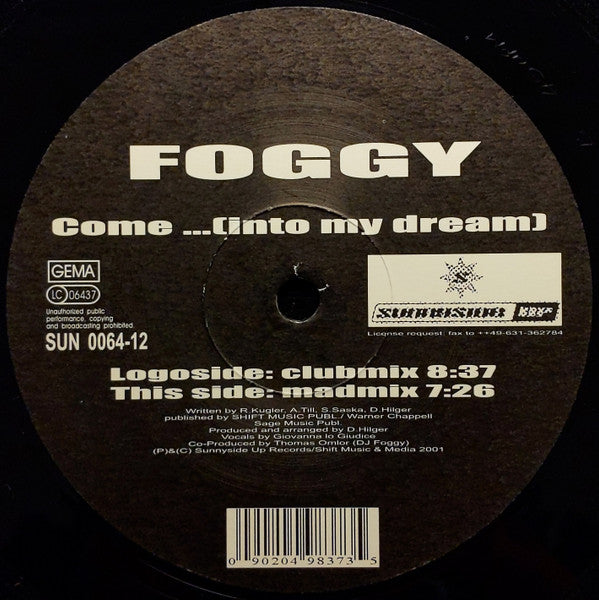 FOGGY
Come ...(into my dream)
GEMA
LC 06437
Unauthorized public
performance, copying
and broadcasting prohibited.
SUN 0064-12
License request: fax to ++49-631-362784
Logoside: clubmix 8:37
This side: madmix 7:26
Written by R.Kugler, A.Till, S.Saska, D.Hilger
published by SHIFT MUSIC PUBL./ Warner Chappell
Sage Music Publ.
Produced and arranged by D.Hilger
Vocals by Giovanna lo Giudice
Co-Produced by Thomas Omlor (DJ Foggy)
(P)&(C) Sunnyside Up Records/Shift Music & Media 2001
0 90204 98373 5